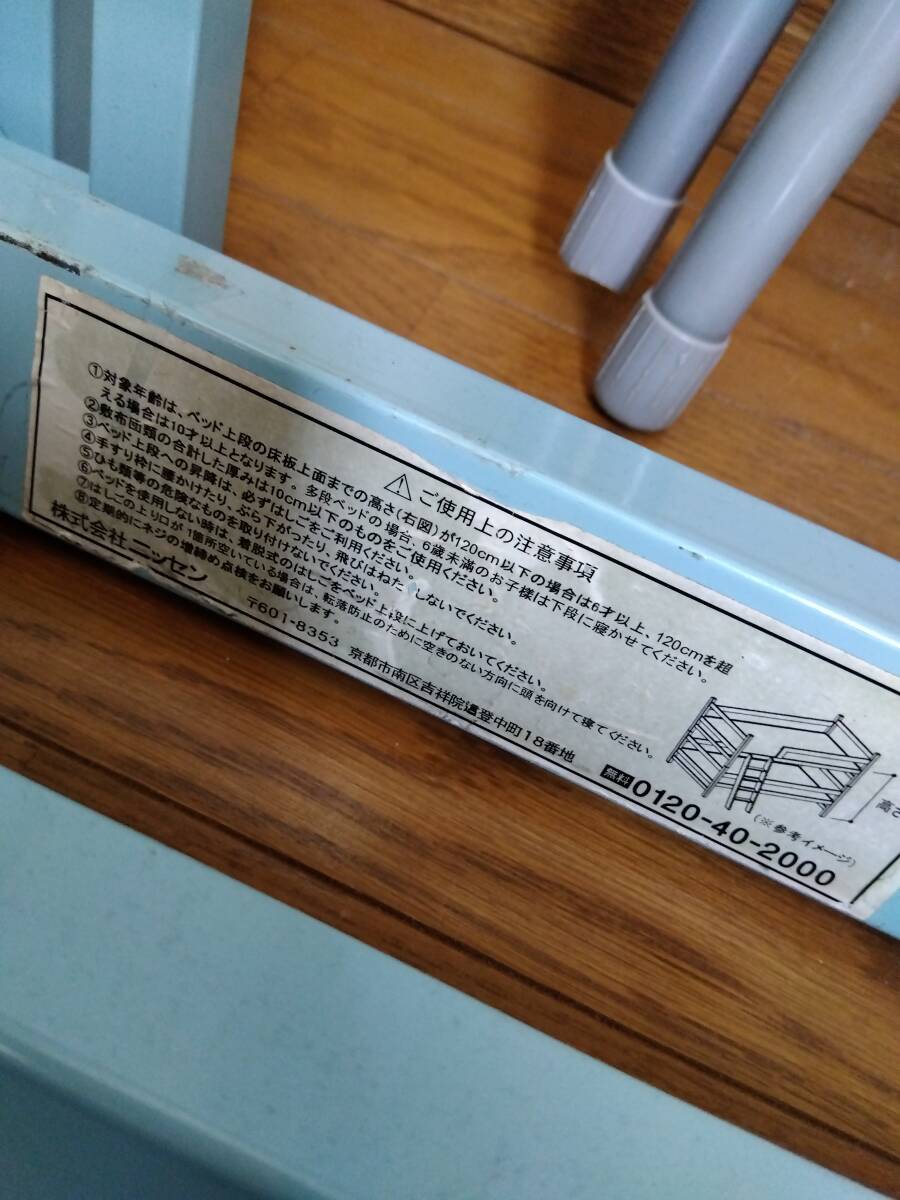 ご使用上の注意事項
①対象年齢は、ベッド上段の床板上面までの高さ(右図)が120cm以下の場合は6才以上、120cmを超
える場合は10才以上となります。多段ベッドの場合、6歳未満のお子様は下段に寝かせてください。
②敷布団類の合計した厚みは10cm以下のものをご使用ください。
③ベッド上段への昇降は、必ずはしごをご利用ください。
④手すり枠に腰かけたり、ぶら下がったり、飛びはねた しないでください。
⑤ひも類等の危険なものを取り付けないでください。
⑥ベッドを使用しない時は、着脱式のはしごをベッド上段に上げておいてください。
⑦はしごの上り口が1箇所空いている場合は、転落防止のために空きのない方向に頭を向けて寝てください。
⑧定期的にネジの増締め点検をお願いします。
高さ
(※参考イメージ)
株式会社ニッセン
〒601-8353 京都市南区吉祥院 登中町18番地
無料 0120-40-2000